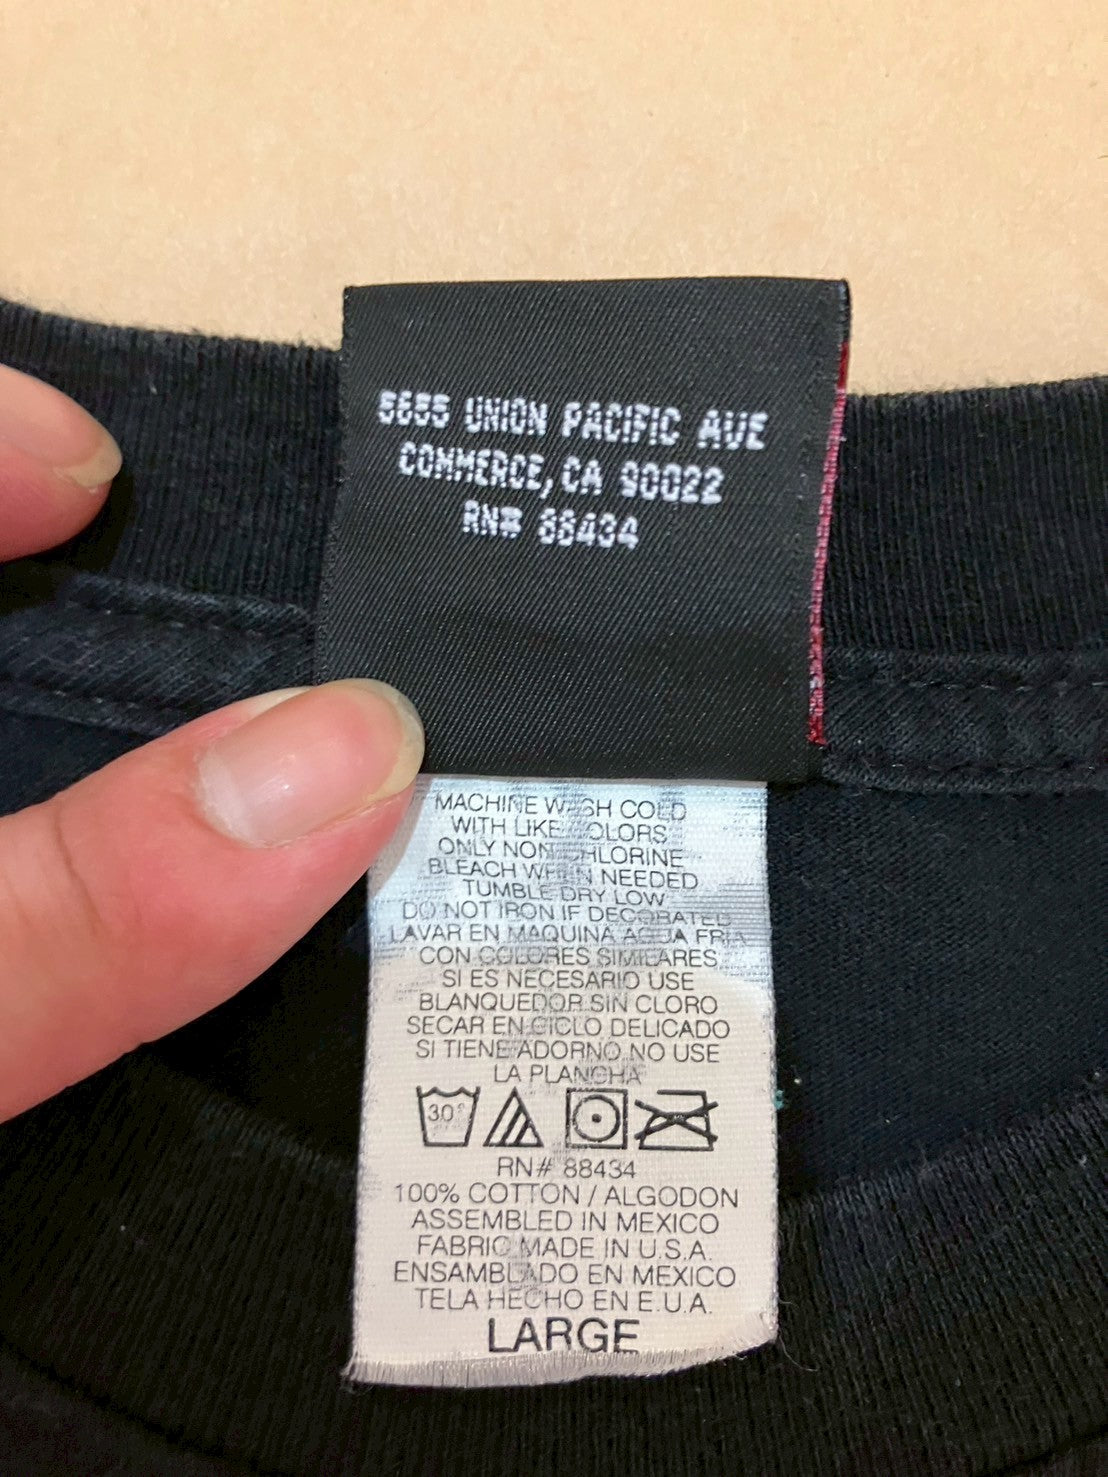 5655 UNION PACIFIC AVE
COMMERCE, CA 90022
RN# 88434
MACHINE WASH COLD
WITH LIKE COLORS
ONLY NON CHLORINE
BLEACH WHEN NEEDED
TUMBLE DRY LOW
DO NOT IRON IF DECORATED
LAVAR EN MAQUINA AGUA FRIA
CON COLORES SIMILARES
SI ES NECESARIO USE
BLANQUEDOR SIN CLORO
SECAR EN CICLO DELICADO
SI TIENE ADORNO NO USE
LA PLANCHA
30°
RN# 88434
100% COTTON / ALGODON
ASSEMBLED IN MEXICO
FABRIC MADE IN U.S.A.
ENSAMBLADO EN MEXICO
TELA HECHO EN E.U.A.
LARGE